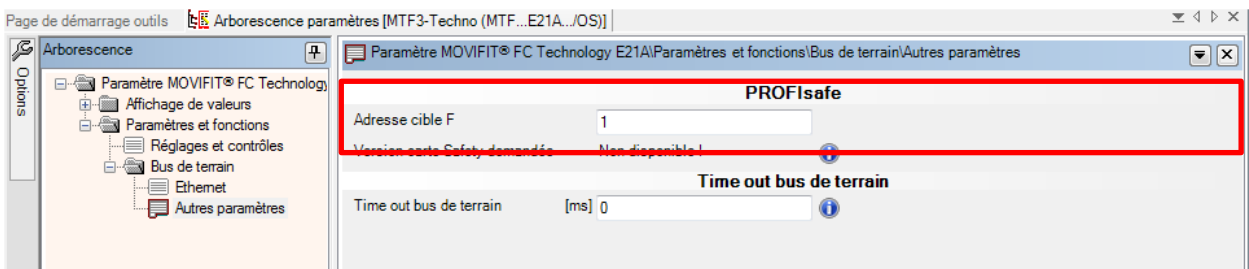 Page de démarrage outils Arborescence paramètres [MTF3-Techno (MTF...E21A.../OS)]
Options
Arborescence
Paramètre MOVIFIT® FC Technology
Affichage de valeurs
Paramètres et fonctions
Réglages et contrôles
Bus de terrain
Ethernet
Autres paramètres
Paramètre MOVIFIT® FC Technology E21A\Paramètres et fonctions\Bus de terrain\Autres paramètres
PROFIsafe
Adresse cible F 1
Version carte Safety demandée Non disponible !
Time out bus de terrain
Time out bus de terrain [ms] 0